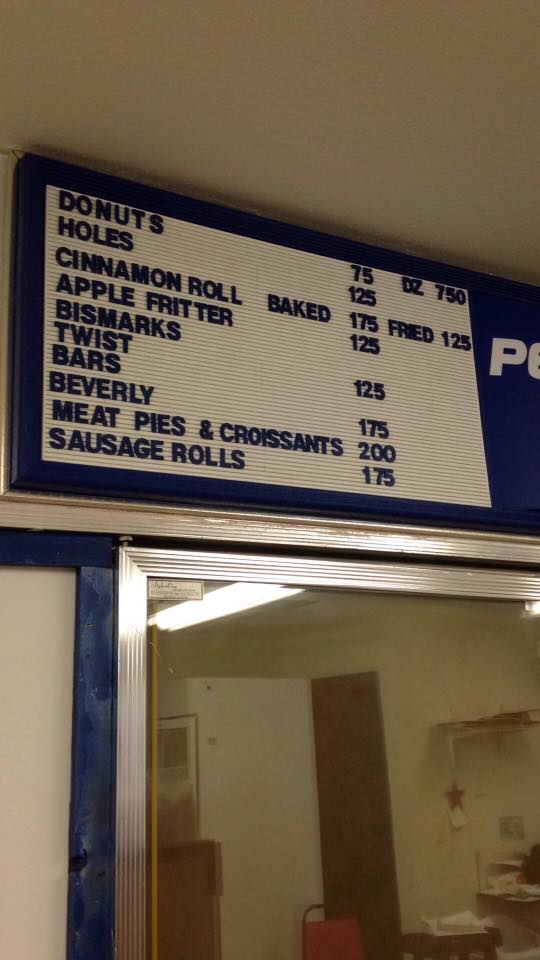 DONUTS 75 DZ 750
HOLES 125
CINNAMON ROLL BAKED 175 FRIED 125
APPLE FRITTER 125
BISMARKS
TWIST 125
BARS
BEVERLY 175
MEAT PIES & CROISSANTS 200
SAUSAGE ROLLS 175